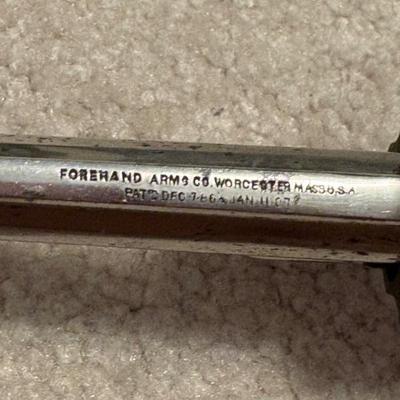 FOREHAND ARMS CO. WORCESTER MASS U.S.A.
PAT'D DEC. 7. 86 & JAN. 11. 87